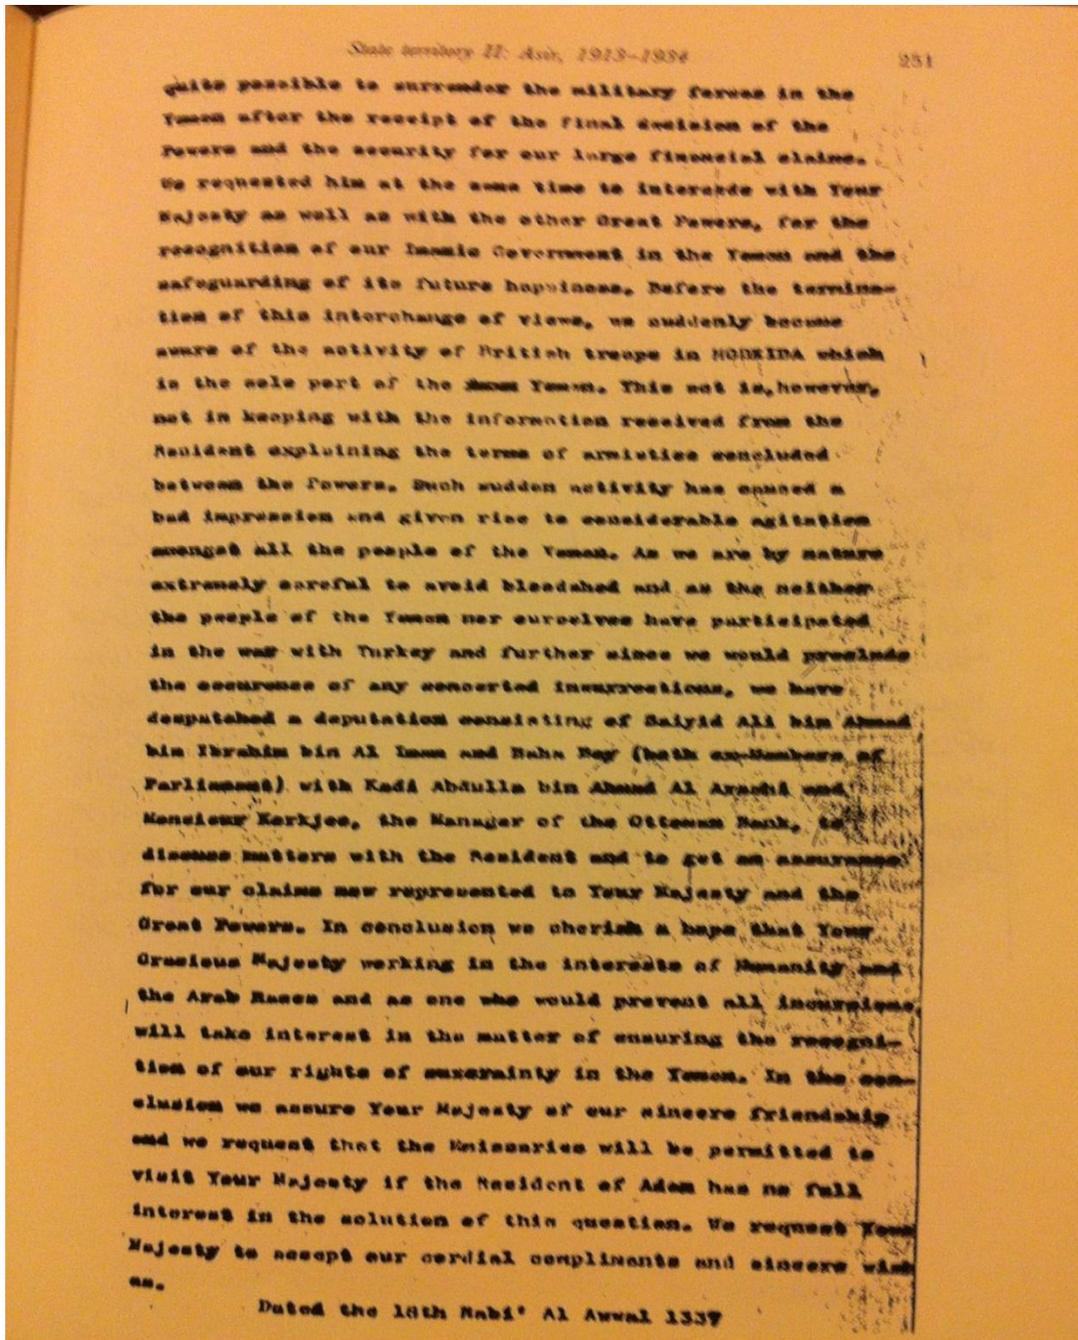 State territory II: Asir, 1913–1934 251
quite possible to surrender the military forces in the
Yemen after the receipt of the final decision of the
Powers and the security for our large financial claims.
We requested him at the same time to intercede with Your
Majesty as well as with the other Great Powers, for the
recognition of our Imamic Government in the Yemen and the
safeguarding of its future happiness. Before the termina-
tion of this interchange of views, we suddenly became
aware of the activity of British troops in HODEIDA which
is the sole port of the Yemen. This act is, however,
not in keeping with the information received from the
Resident explaining the terms of armistice concluded
between the Powers. Such sudden activity has caused a
bad impression and given rise to considerable agitation
amongst all the people of the Yemen. As we are by nature
extremely careful to avoid bloodshed and as the neither
the people of the Yemen nor ourselves have participated
in the war with Turkey and further since we would preclude
the occurence of any concerted insurrections, we have
despatched a deputation consisting of Saiyid Ali bin Ahmad
bin Ibrahim bin Al Imam and Raha Bey (both ex-Members of
Parliament) with Kadi Abdulla bin Ahmad Al Arashi and
Monsieur Kerkjee, the Manager of the Ottoman Bank, to
discuss matters with the Resident and to get an assurance
for our claims now represented to Your Majesty and the
Great Powers. In conclusion we cherish a hope that Your
Gracious Majesty working in the interests of Humanity and
the Arab Races and as one who would prevent all incursions,
will take interest in the matter of ensuring the recogni-
tion of our rights of suzerainty in the Yemen. In the con-
clusion we assure Your Majesty of our sincere friendship
and we request that the Emissaries will be permitted to
visit Your Majesty if the Resident of Aden has no full
interest in the solution of this question. We request Your
Majesty to accept our cordial compliments and sincere wish
es.
Dated the 18th Rabi' Al Awwal 1337